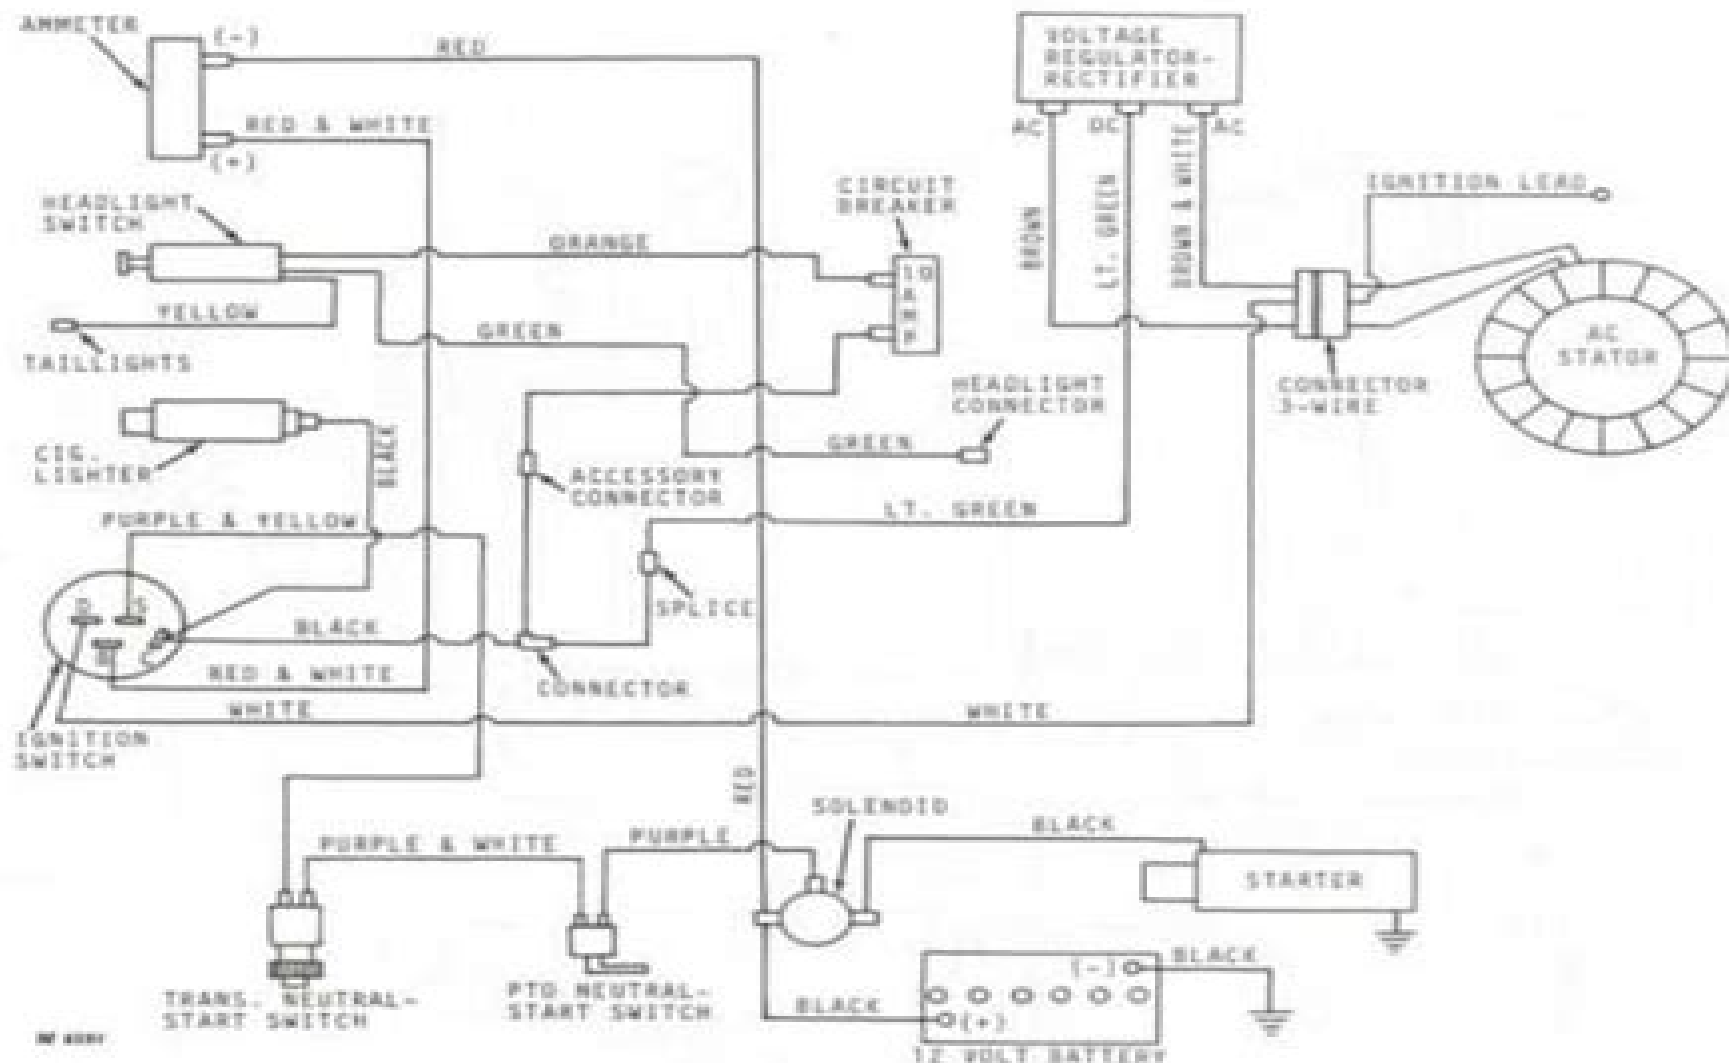 AMMETER
(-)
RED
RED & WHITE
(+)
VOLTAGE
REGULATOR-
RECTIFIER
AC
DC
AC
BROWN
LT. GREEN
BROWN & WHITE
IGNITION LEAD
HEADLIGHT
SWITCH
ORANGE
CIRCUIT
BREAKER
10
A
M
P
YELLOW
TAILLIGHTS
GREEN
AC
STATOR
CONNECTOR
3-WIRE
HEADLIGHT
CONNECTOR
GREEN
CIG.
LIGHTER
BLACK
ACCESSORY
CONNECTOR
PURPLE & YELLOW
LT. GREEN
SPLICE
BLACK
CONNECTOR
RED & WHITE
WHITE
WHITE
IGNITION
SWITCH
RED
SOLENOID
PURPLE & WHITE
PURPLE
BLACK
STARTER
TRANS. NEUTRAL-
START SWITCH
PTO NEUTRAL-
START SWITCH
BLACK
(-)
BLACK
(+)
12 VOLT BATTERY